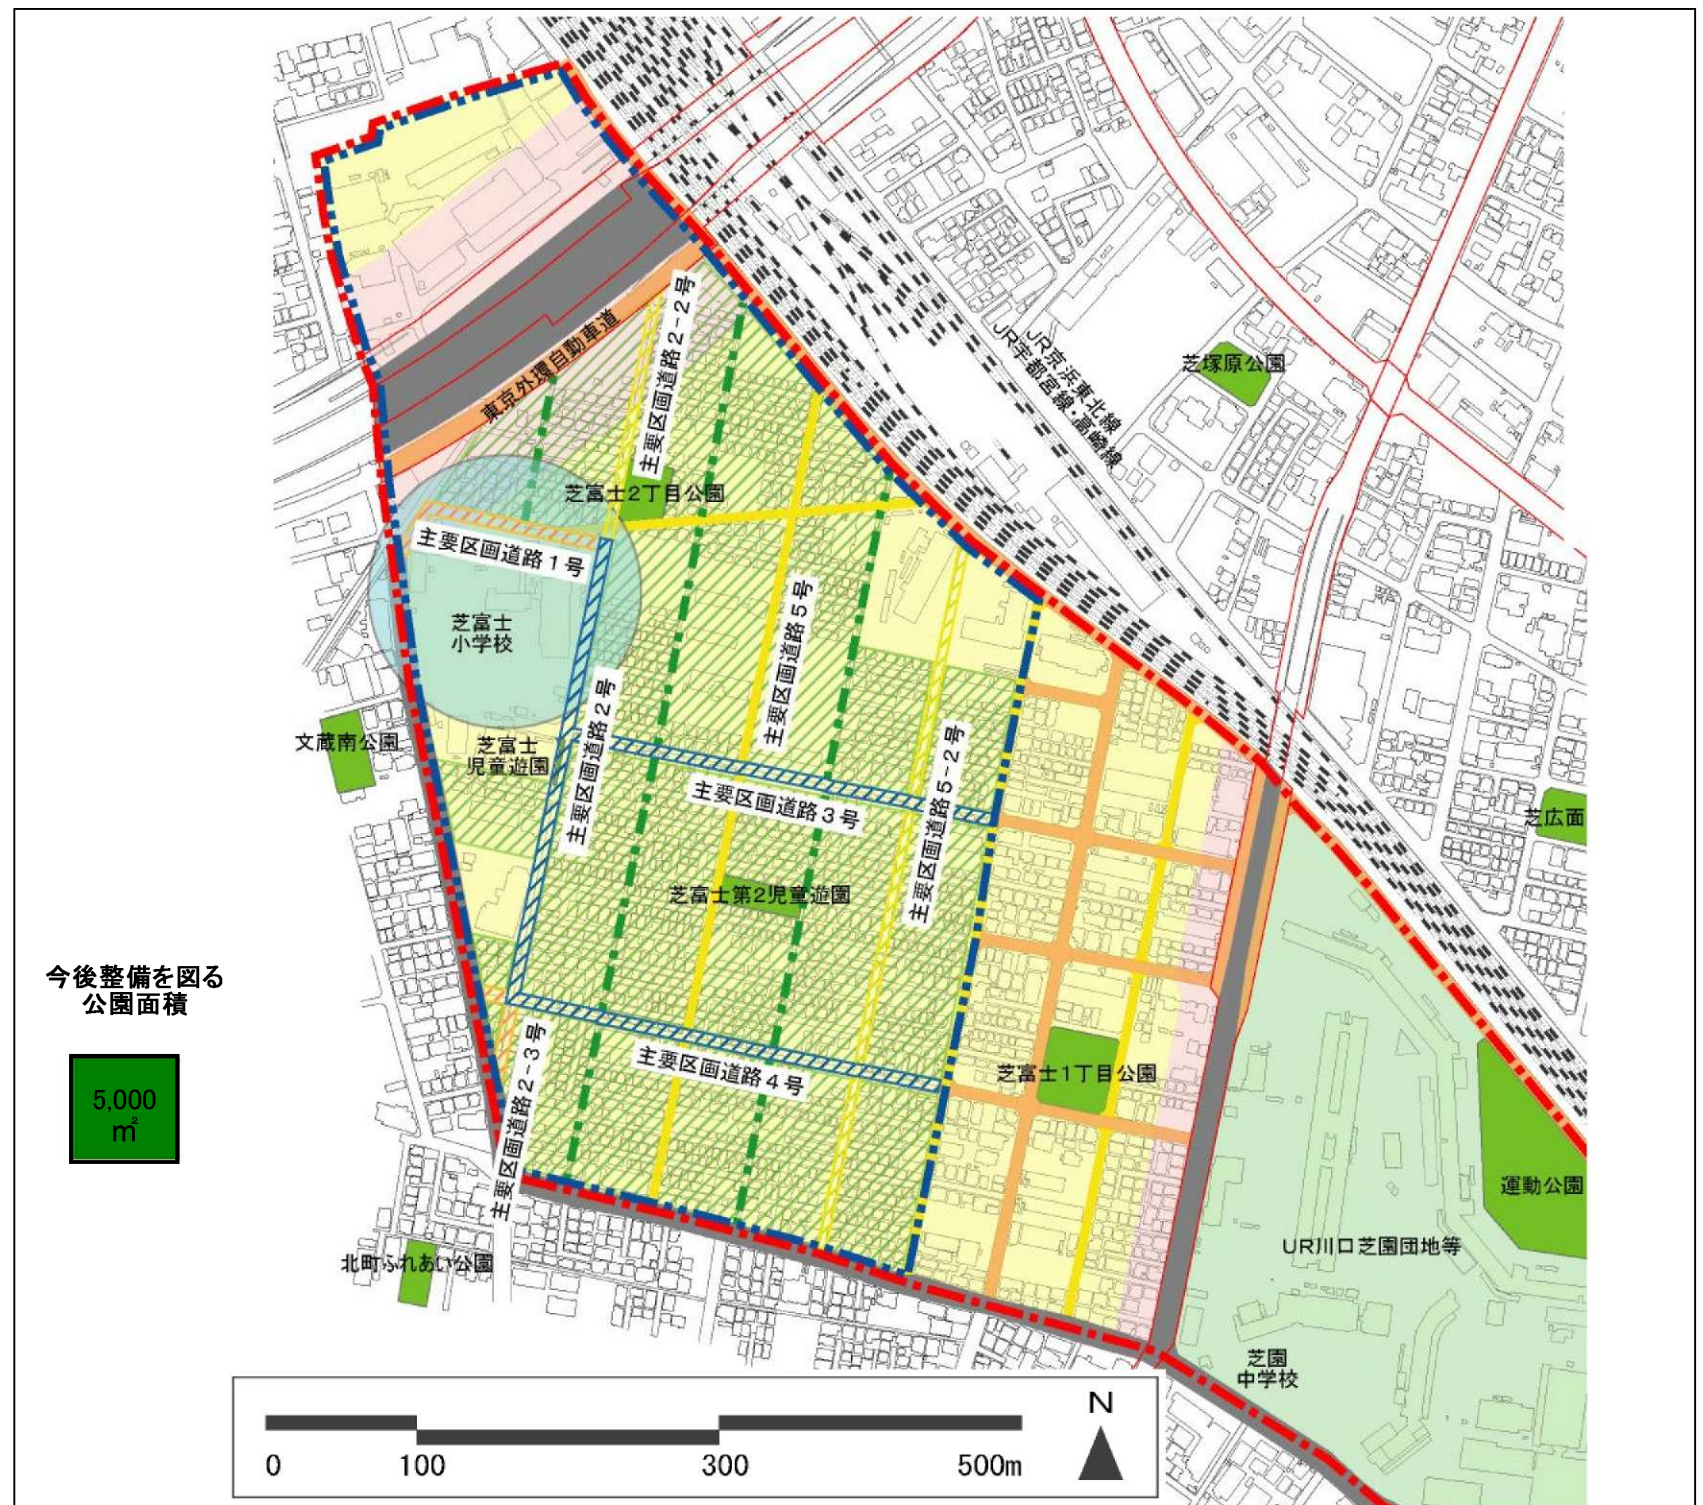 東京外環自動車道
主要区画道路2-2号
JR京浜東北線
JR宇都宮線・高崎線
芝塚原公園
芝富士2丁目公園
主要区画道路1号
芝富士
小学校
主要区画道路5号
文蔵南公園
芝富士
児童遊園
主要区画道路2号
主要区画道路3号
主要区画道路5-2号
芝広面
芝富士第2児童遊園
今後整備を図る
公園面積
5,000
㎡
主要区画道路2-3号
主要区画道路4号
芝富士1丁目公園
運動公園
UR川口芝園団地等
北町ふれあい公園
芝園
中学校
0 100 300 500m
N